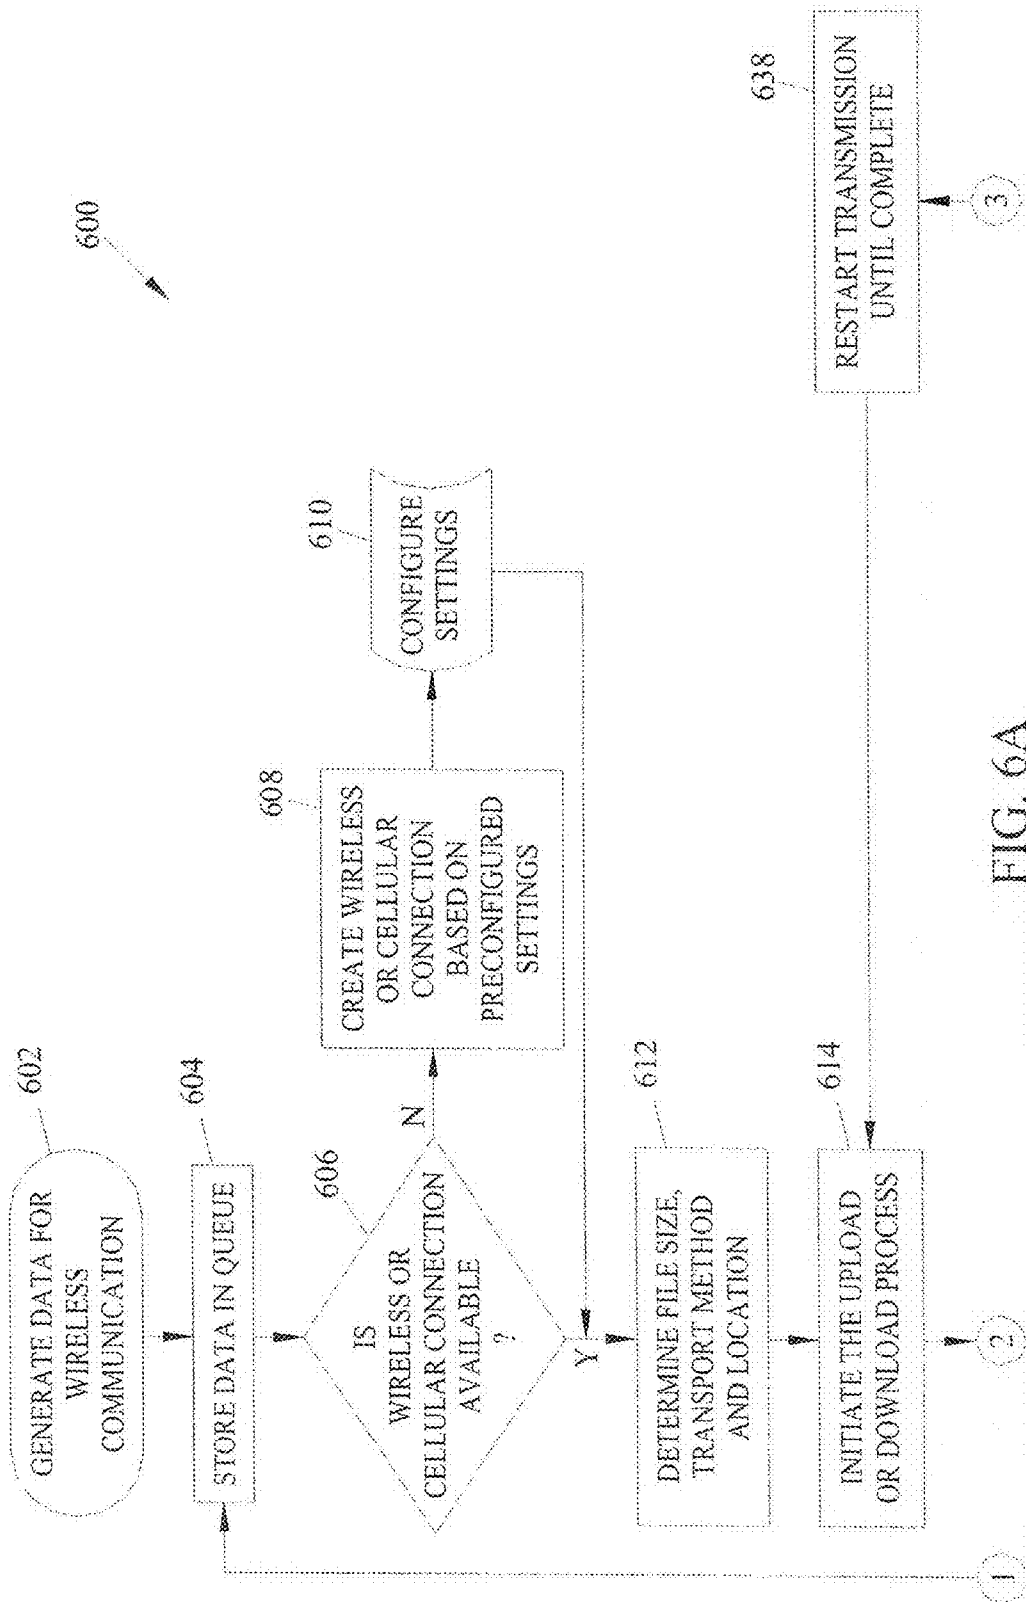 600
602
GENERATE DATA FOR
WIRELESS
COMMUNICATION
604
STORE DATA IN QUEUE
606
IS
WIRELESS OR
CELLULAR CONNECTION
AVAILABLE
?
N
608
CREATE WIRELESS
OR CELLULAR
CONNECTION
BASED ON
PRECONFIGURED
SETTINGS
610
CONFIGURE
SETTINGS
Y
612
DETERMINE FILE SIZE,
TRANSPORT METHOD
AND LOCATION
614
INITIATE THE UPLOAD
OR DOWNLOAD PROCESS
638
RESTART TRANSMISSION
UNTIL COMPLETE
1
2
3
FIG. 6A